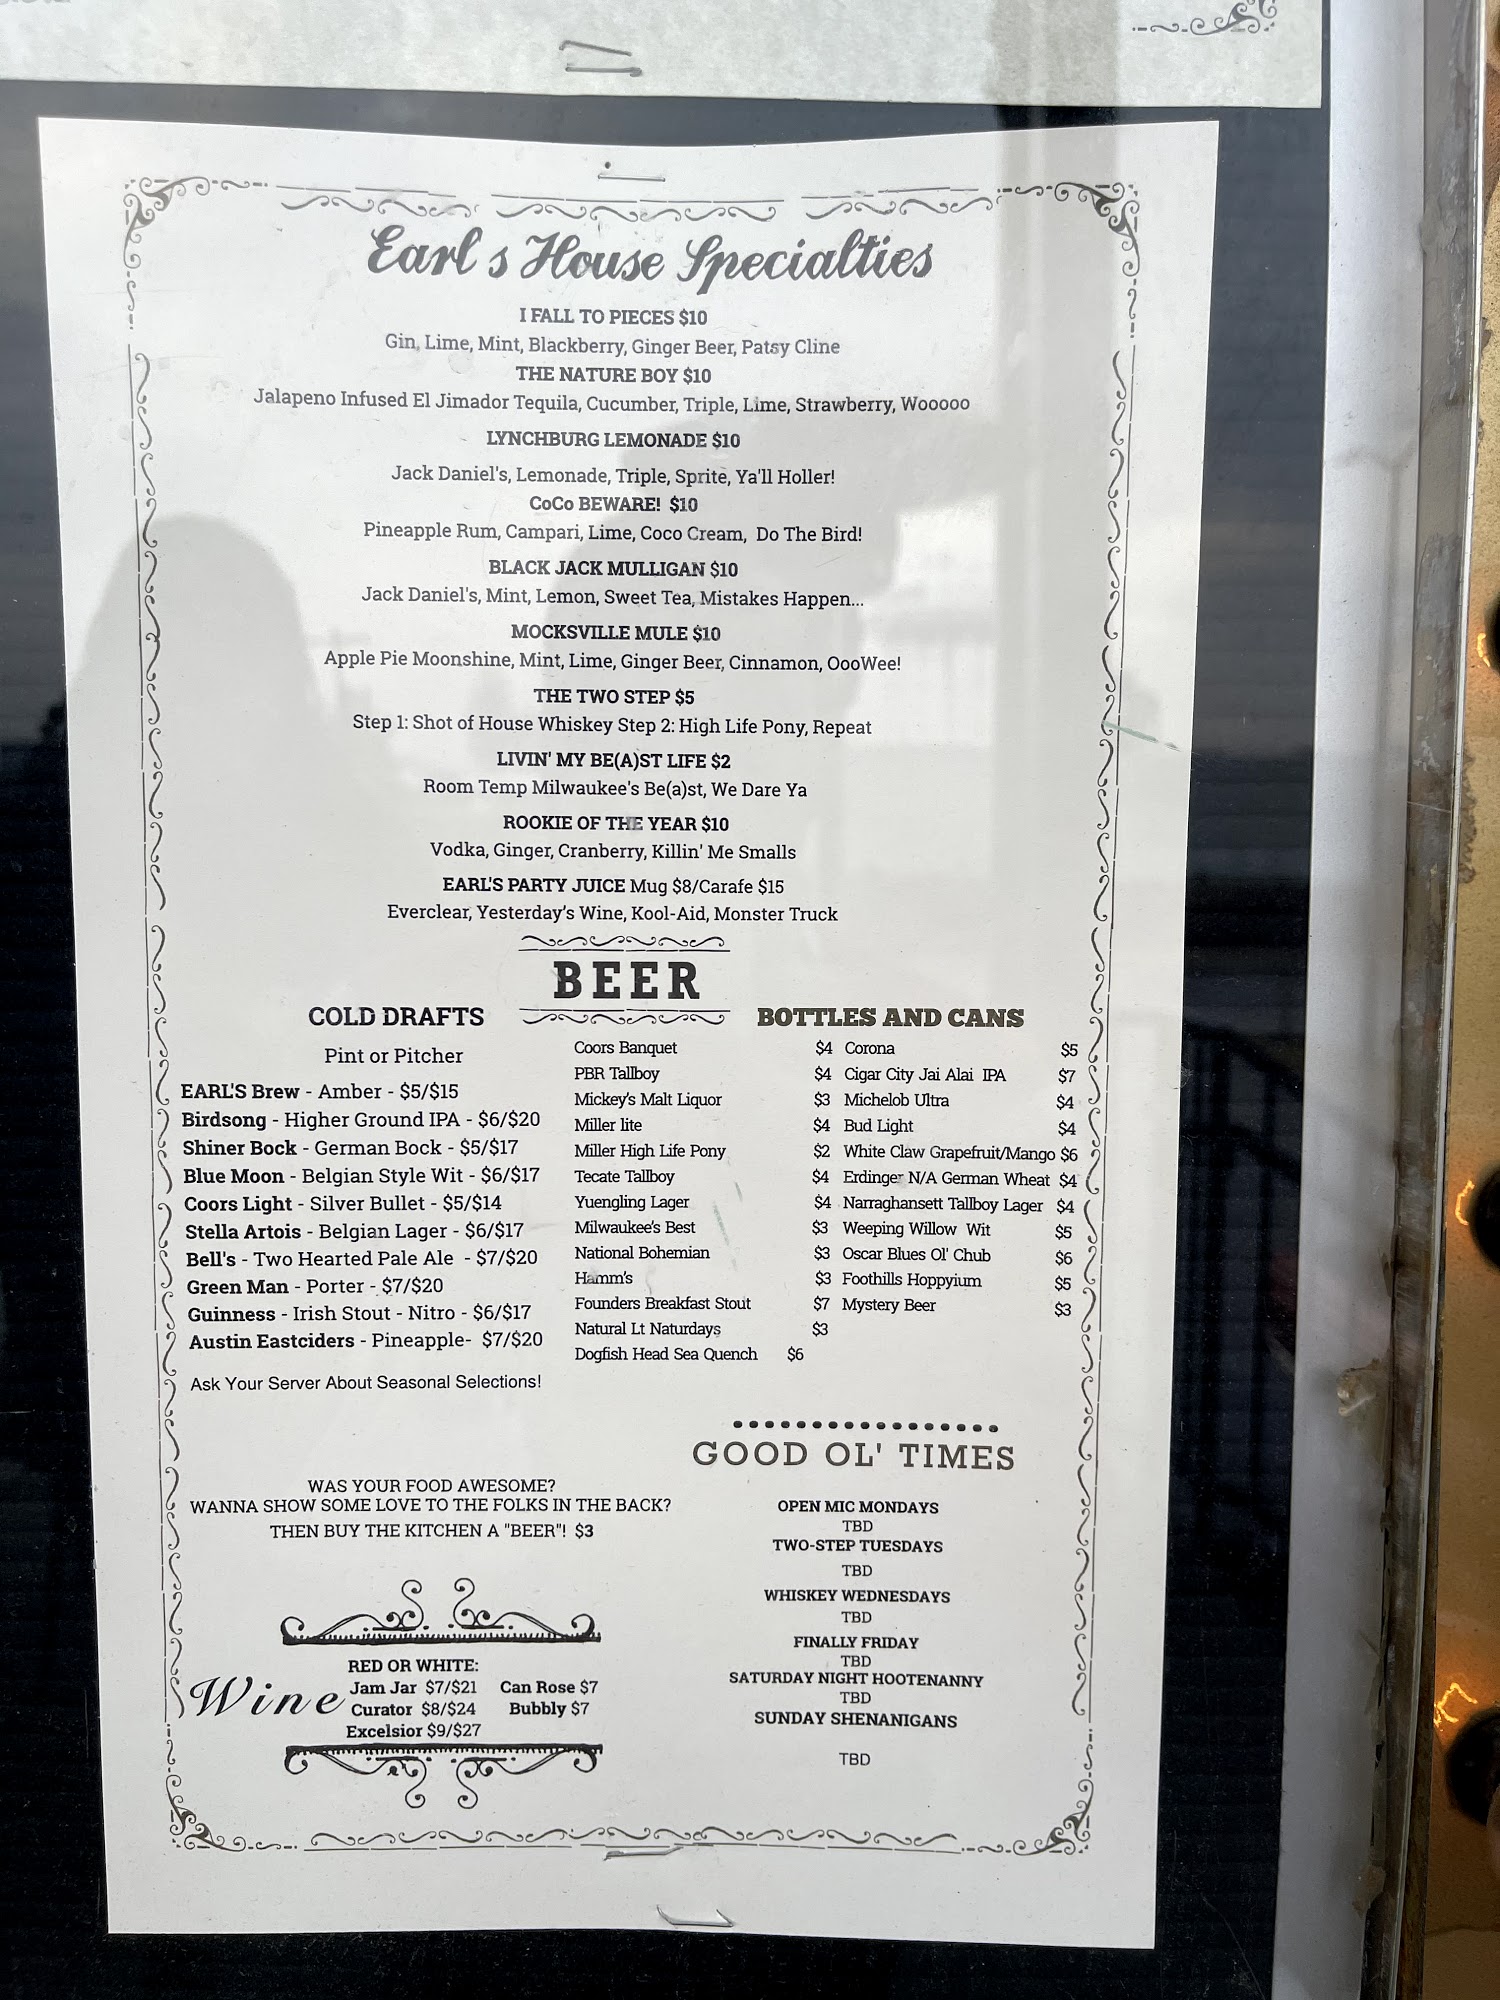 Earl s House Specialties
I FALL TO PIECES $10
Gin, Lime, Mint, Blackberry, Ginger Beer, Patsy Cline
THE NATURE BOY $10
Jalapeno Infused El Jimador Tequila, Cucumber, Triple, Lime, Strawberry, Wooooo
LYNCHBURG LEMONADE $10
Jack Daniel's, Lemonade, Triple, Sprite, Ya'll Holler!
CoCo BEWARE! $10
Pineapple Rum, Campari, Lime, Coco Cream, Do The Bird!
BLACK JACK MULLIGAN $10
Jack Daniel's, Mint, Lemon, Sweet Tea, Mistakes Happen...
MOCKSVILLE MULE $10
Apple Pie Moonshine, Mint, Lime, Ginger Beer, Cinnamon, OooWee!
THE TWO STEP $5
Step 1: Shot of House Whiskey Step 2: High Life Pony, Repeat
LIVIN' MY BE(A)ST LIFE $2
Room Temp Milwaukee's Be(a)st, We Dare Ya
ROOKIE OF THE YEAR $10
Vodka, Ginger, Cranberry, Killin' Me Smalls
EARL'S PARTY JUICE Mug $8/Carafe $15
Everclear, Yesterday's Wine, Kool-Aid, Monster Truck
BEER
COLD DRAFTS
Pint or Pitcher
EARL'S Brew - Amber - $5/$15
Birdsong - Higher Ground IPA - $6/$20
Shiner Bock - German Bock - $5/$17
Blue Moon - Belgian Style Wit - $6/$17
Coors Light - Silver Bullet - $5/$14
Stella Artois - Belgian Lager - $6/$17
Bell's - Two Hearted Pale Ale - $7/$20
Green Man - Porter - $7/$20
Guinness - Irish Stout - Nitro - $6/$17
Austin Eastciders - Pineapple- $7/$20
Ask Your Server About Seasonal Selections!
BOTTLES AND CANS
Coors Banquet $4
PBR Tallboy $4
Mickey's Malt Liquor $3
Miller lite $4
Miller High Life Pony $2
Tecate Tallboy $4
Yuengling Lager $4
Milwaukee's Best $3
National Bohemian $3
Hamm's $3
Founders Breakfast Stout $7
Natural Lt Naturdays $3
Dogfish Head Sea Quench $6
Corona $5
Cigar City Jai Alai IPA $7
Michelob Ultra $4
Bud Light $4
White Claw Grapefruit/Mango $6
Erdinger N/A German Wheat $4
Narraghansett Tallboy Lager $4
Weeping Willow Wit $5
Oscar Blues Ol' Chub $6
Foothills Hoppyium $5
Mystery Beer $3
WAS YOUR FOOD AWESOME?
WANNA SHOW SOME LOVE TO THE FOLKS IN THE BACK?
THEN BUY THE KITCHEN A "BEER"! $3
Wine
RED OR WHITE:
Jam Jar $7/$21
Curator $8/$24
Excelsior $9/$27
Can Rose $7
Bubbly $7
GOOD OL' TIMES
OPEN MIC MONDAYS
TBD
TWO-STEP TUESDAYS
TBD
WHISKEY WEDNESDAYS
TBD
FINALLY FRIDAY
TBD
SATURDAY NIGHT HOOTENANNY
TBD
SUNDAY SHENANIGANS
TBD